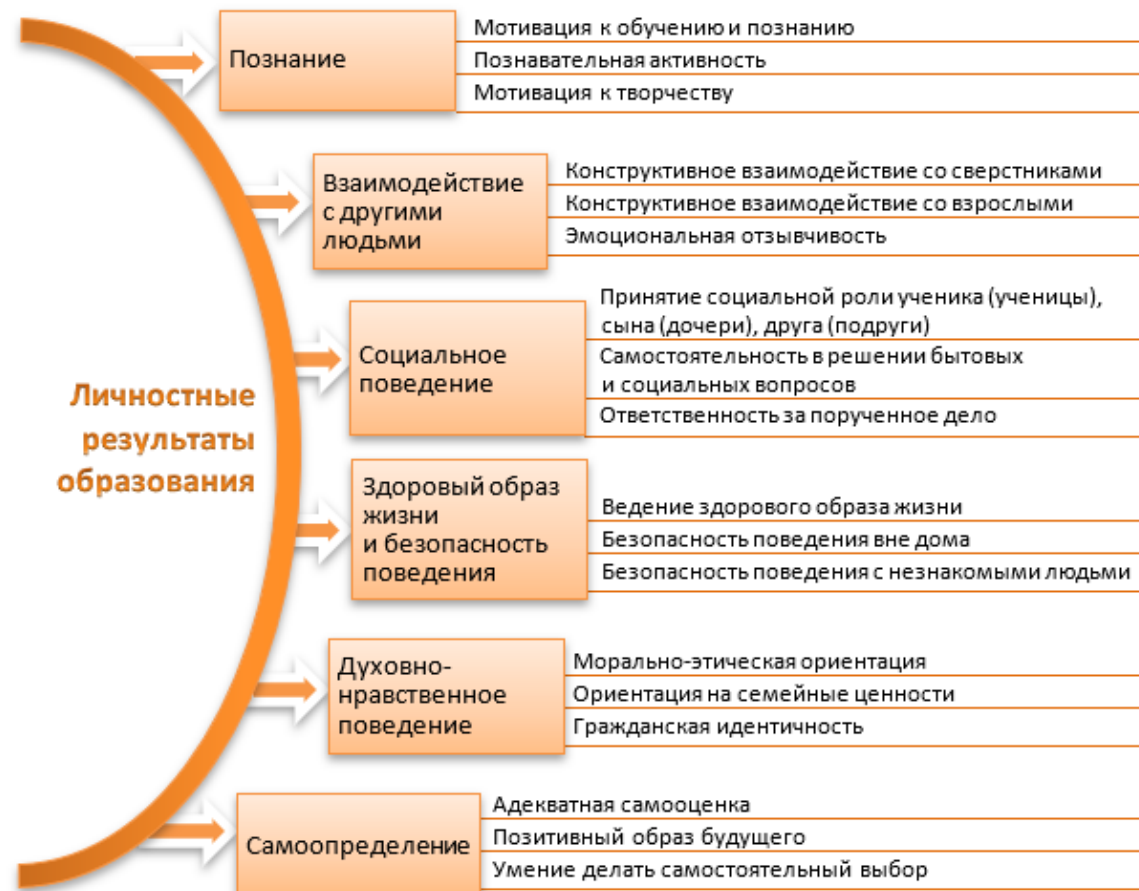 Личностные
результаты
образования
Познание
Мотивация к обучению и познанию
Познавательная активность
Мотивация к творчеству
Взаимодействие
с другими
людьми
Конструктивное взаимодействие со сверстниками
Конструктивное взаимодействие со взрослыми
Эмоциональная отзывчивость
Социальное
поведение
Принятие социальной роли ученика (ученицы),
сына (дочери), друга (подруги)
Самостоятельность в решении бытовых
и социальных вопросов
Ответственность за порученное дело
Здоровый образ
жизни
и безопасность
поведения
Ведение здорового образа жизни
Безопасность поведения вне дома
Безопасность поведения с незнакомыми людьми
Духовно-
нравственное
поведение
Морально-этическая ориентация
Ориентация на семейные ценности
Гражданская идентичность
Самоопределение
Адекватная самооценка
Позитивный образ будущего
Умение делать самостоятельный выбор